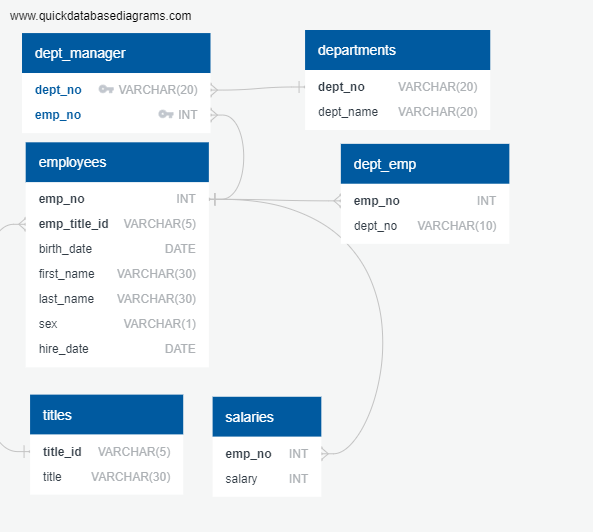 www.quickdatabasediagrams.com
dept_manager
dept_no VARCHAR(20)
emp_no INT
departments
dept_no VARCHAR(20)
dept_name VARCHAR(20)
employees
emp_no INT
emp_title_id VARCHAR(5)
birth_date DATE
first_name VARCHAR(30)
last_name VARCHAR(30)
sex VARCHAR(1)
hire_date DATE
dept_emp
emp_no INT
dept_no VARCHAR(10)
titles
title_id VARCHAR(5)
title VARCHAR(30)
salaries
emp_no INT
salary INT